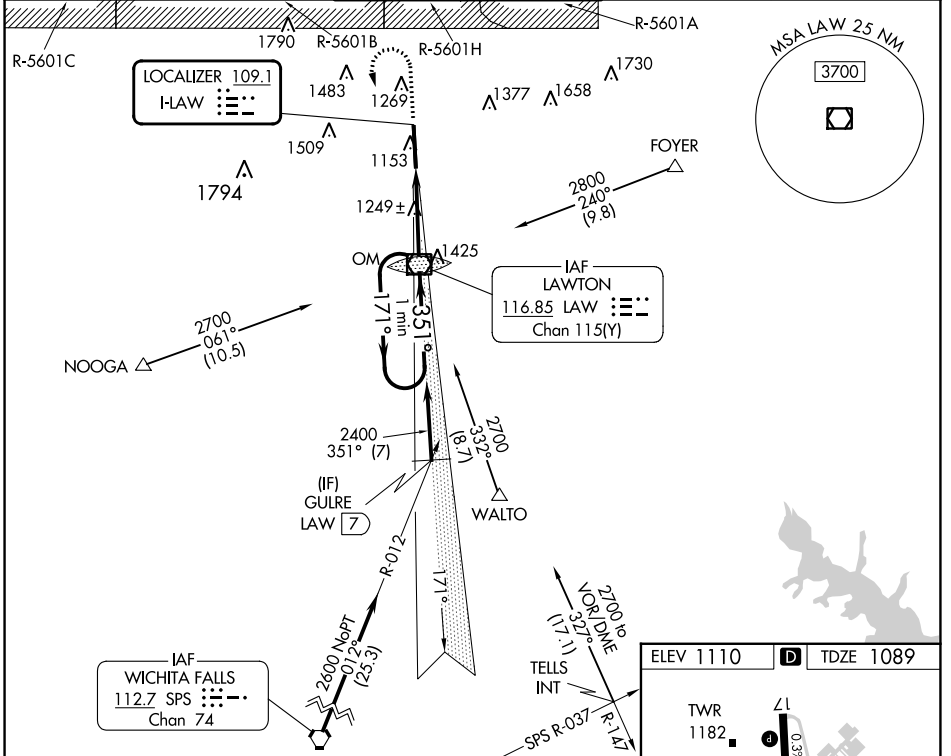 R-5601C
1790
R-5601B
R-5601H
R-5601A
MSA LAW 25 NM
3700
LOCALIZER 109.1
I-LAW
1483
1269
1377
1658
1730
1509
1153
1794
FOYER
2800
240°
(9.8)
1249±
OM
1425
IAF
LAWTON
116.85 LAW
Chan 115(Y)
171°
1 min
351°
2700
061°
(10.5)
NOOGA
2400
351° (7)
2700
332°
(8.7)
(IF)
GULRE
LAW 7
WALTO
R-012
171°
2600 NoPT
012°
(25.3)
IAF
WICHITA FALLS
112.7 SPS
Chan 74
2700 to
VOR/DME
327°
(17.1)
TELLS
INT
SPS R-037
R-147
ELEV 1110 D TDZE 1089
TWR
1182
17
P
0.3%